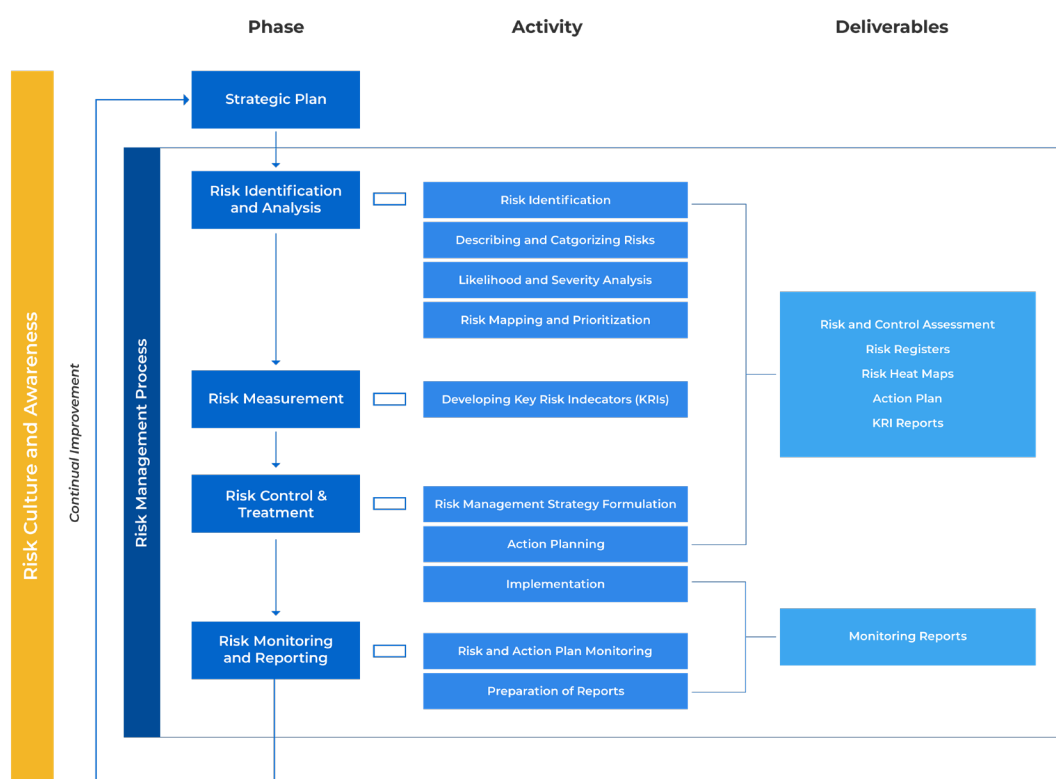 Phase
Activity
Deliverables
Risk Culture and Awareness
Continual Improvement
Risk Management Process
Strategic Plan
Risk Identification
and Analysis
Risk Identification
Describing and Catgorizing Risks
Likelihood and Severity Analysis
Risk Mapping and Prioritization
Risk Measurement
Developing Key Risk Indecators (KRIs)
Risk Control &
Treatment
Risk Management Strategy Formulation
Action Planning
Implementation
Risk Monitoring
and Reporting
Risk and Action Plan Monitoring
Preparation of Reports
Risk and Control Assessment
Risk Registers
Risk Heat Maps
Action Plan
KRI Reports
Monitoring Reports